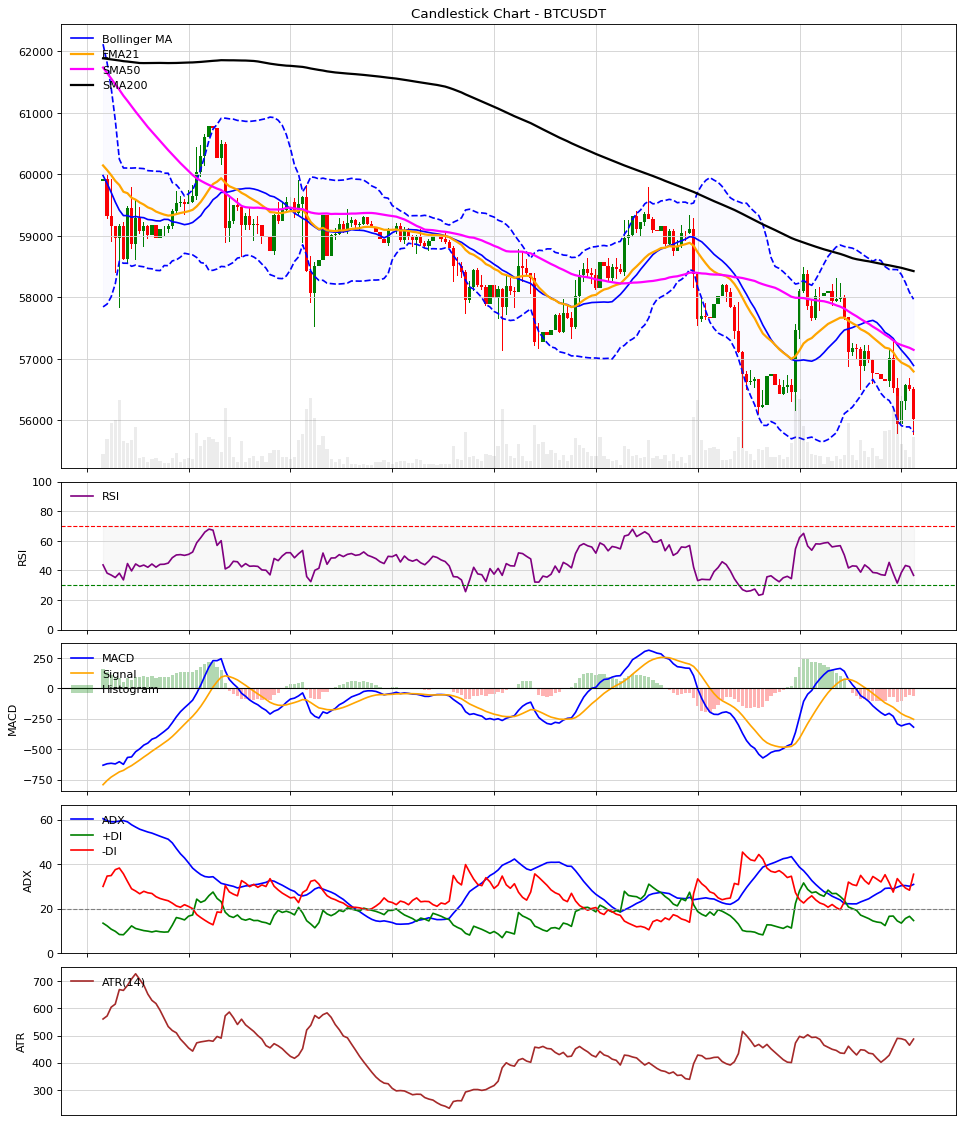 Candlestick Chart - BTCUSDT
Bollinger MA
EMA21
SMA50
SMA200
62000
61000
60000
59000
58000
57000
56000
RSI
RSI
100
80
60
40
20
0
MACD
Signal
Histogram
MACD
250
0
−250
−500
−750
ADX
+DI
-DI
ADX
60
40
20
0
ATR(14)
ATR
700
600
500
400
300